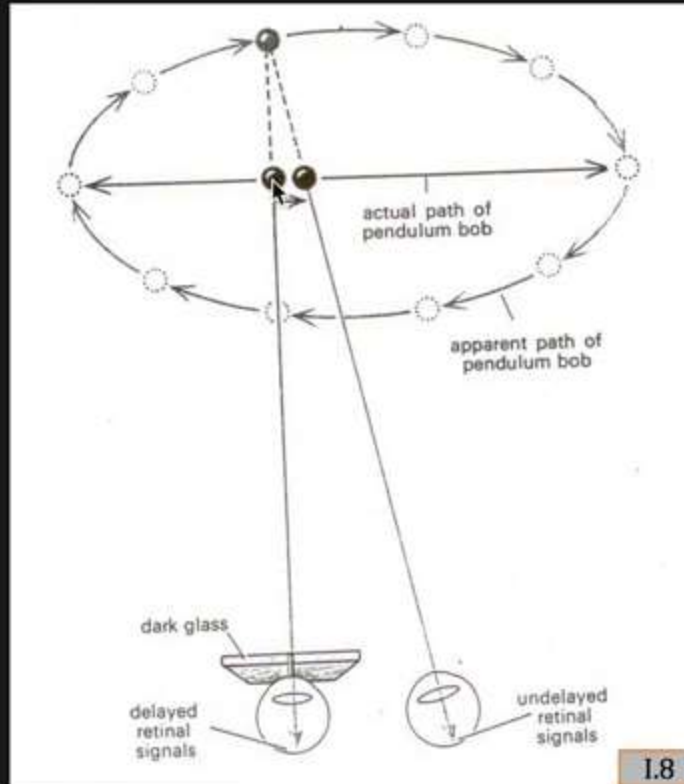 actual path of
pendulum bob
apparent path of
pendulum bob
dark glass
delayed
retinal
signals
undelayed
retinal
signals
I.8